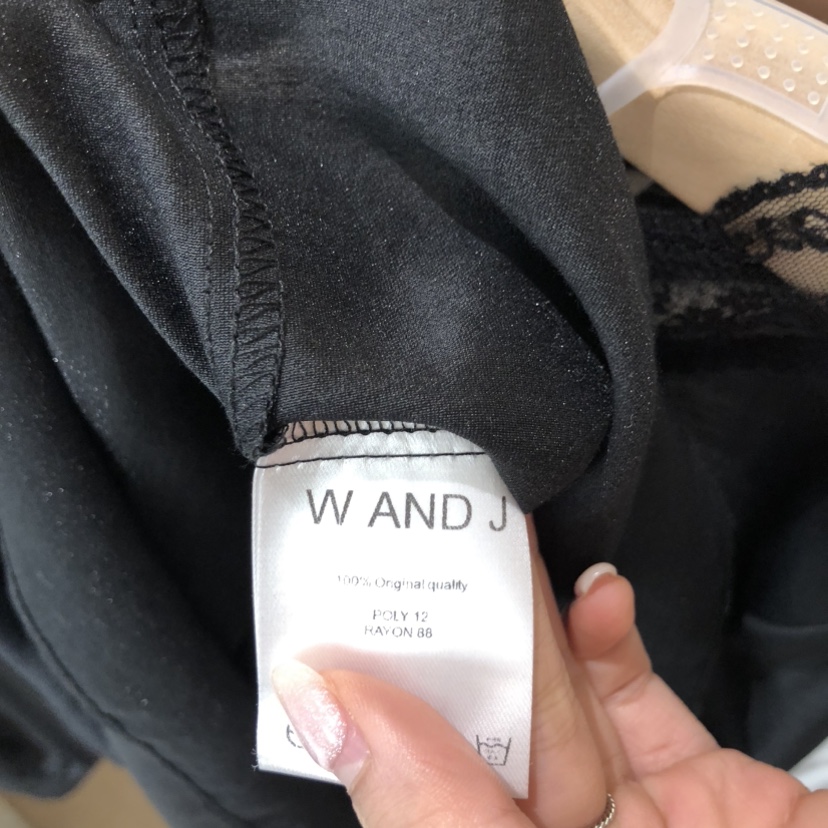 W AND J
100% Original quality
POLY 12
RAYON 88